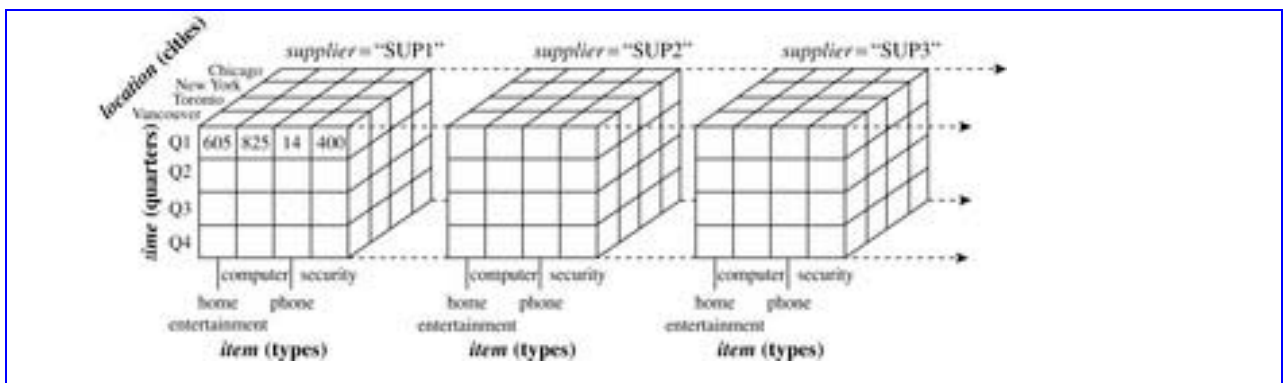 location (cities)
supplier = “SUP1”
supplier = “SUP2”
supplier = “SUP3”
Chicago
New York
Toronto
Vancouver
time (quarters)
Q1 605 825 14 400
Q2
Q3
Q4
computer security
home phone
entertainment
item (types)
computer security
home phone
entertainment
item (types)
computer security
home phone
entertainment
item (types)